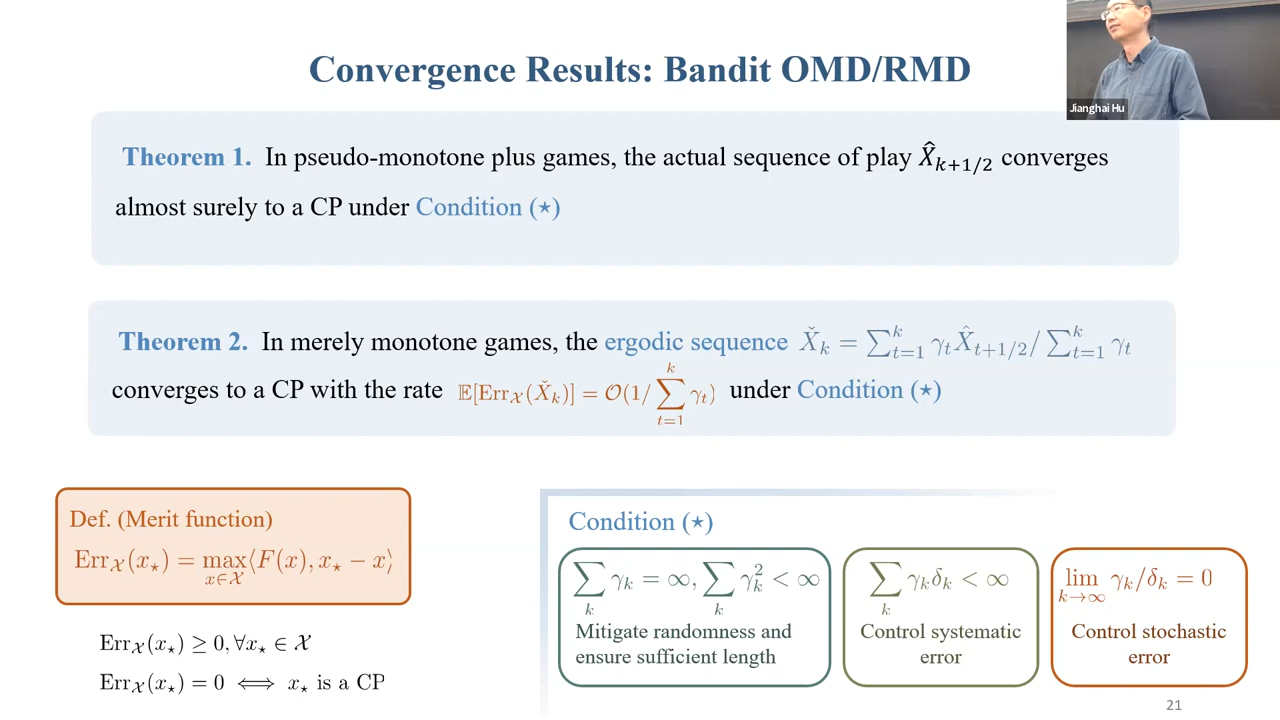 Convergence Results: Bandit OMD/RMD
Jianghai Hu
Theorem 1. In pseudo-monotone plus games, the actual sequence of play X̂_{k+1/2} converges
almost surely to a CP under Condition (⋆)
Theorem 2. In merely monotone games, the ergodic sequence X̌_k = ∑_{t=1}^k γ_t X̂_{t+1/2} / ∑_{t=1}^k γ_t
converges to a CP with the rate 𝔼[Err_𝒳(X̌_k)] = 𝒪(1/∑_{t=1}^k γ_t) under Condition (⋆)
Def. (Merit function)
Err_𝒳(x_⋆) = max_{x∈𝒳}⟨F(x), x_⋆ − x⟩
Err_𝒳(x_⋆) ≥ 0, ∀x_⋆ ∈ 𝒳
Err_𝒳(x_⋆) = 0 ⟺ x_⋆ is a CP
Condition (⋆)
∑_k γ_k = ∞, ∑_k γ_k^2 < ∞
Mitigate randomness and
ensure sufficient length
∑_k γ_k δ_k < ∞
Control systematic
error
lim_{k→∞} γ_k/δ_k = 0
Control stochastic
error
21